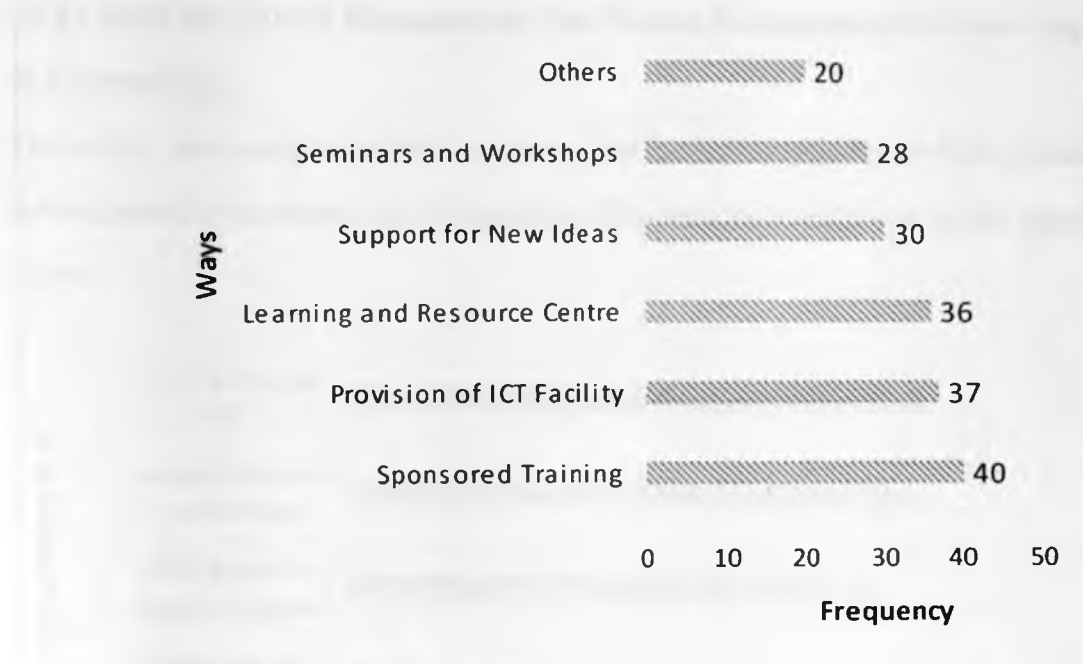 Others 20
Seminars and Workshops 28
Support for New Ideas 30
Ways
Learning and Resource Centre 36
Provision of ICT Facility 37
Sponsored Training 40
0 10 20 30 40 50
Frequency